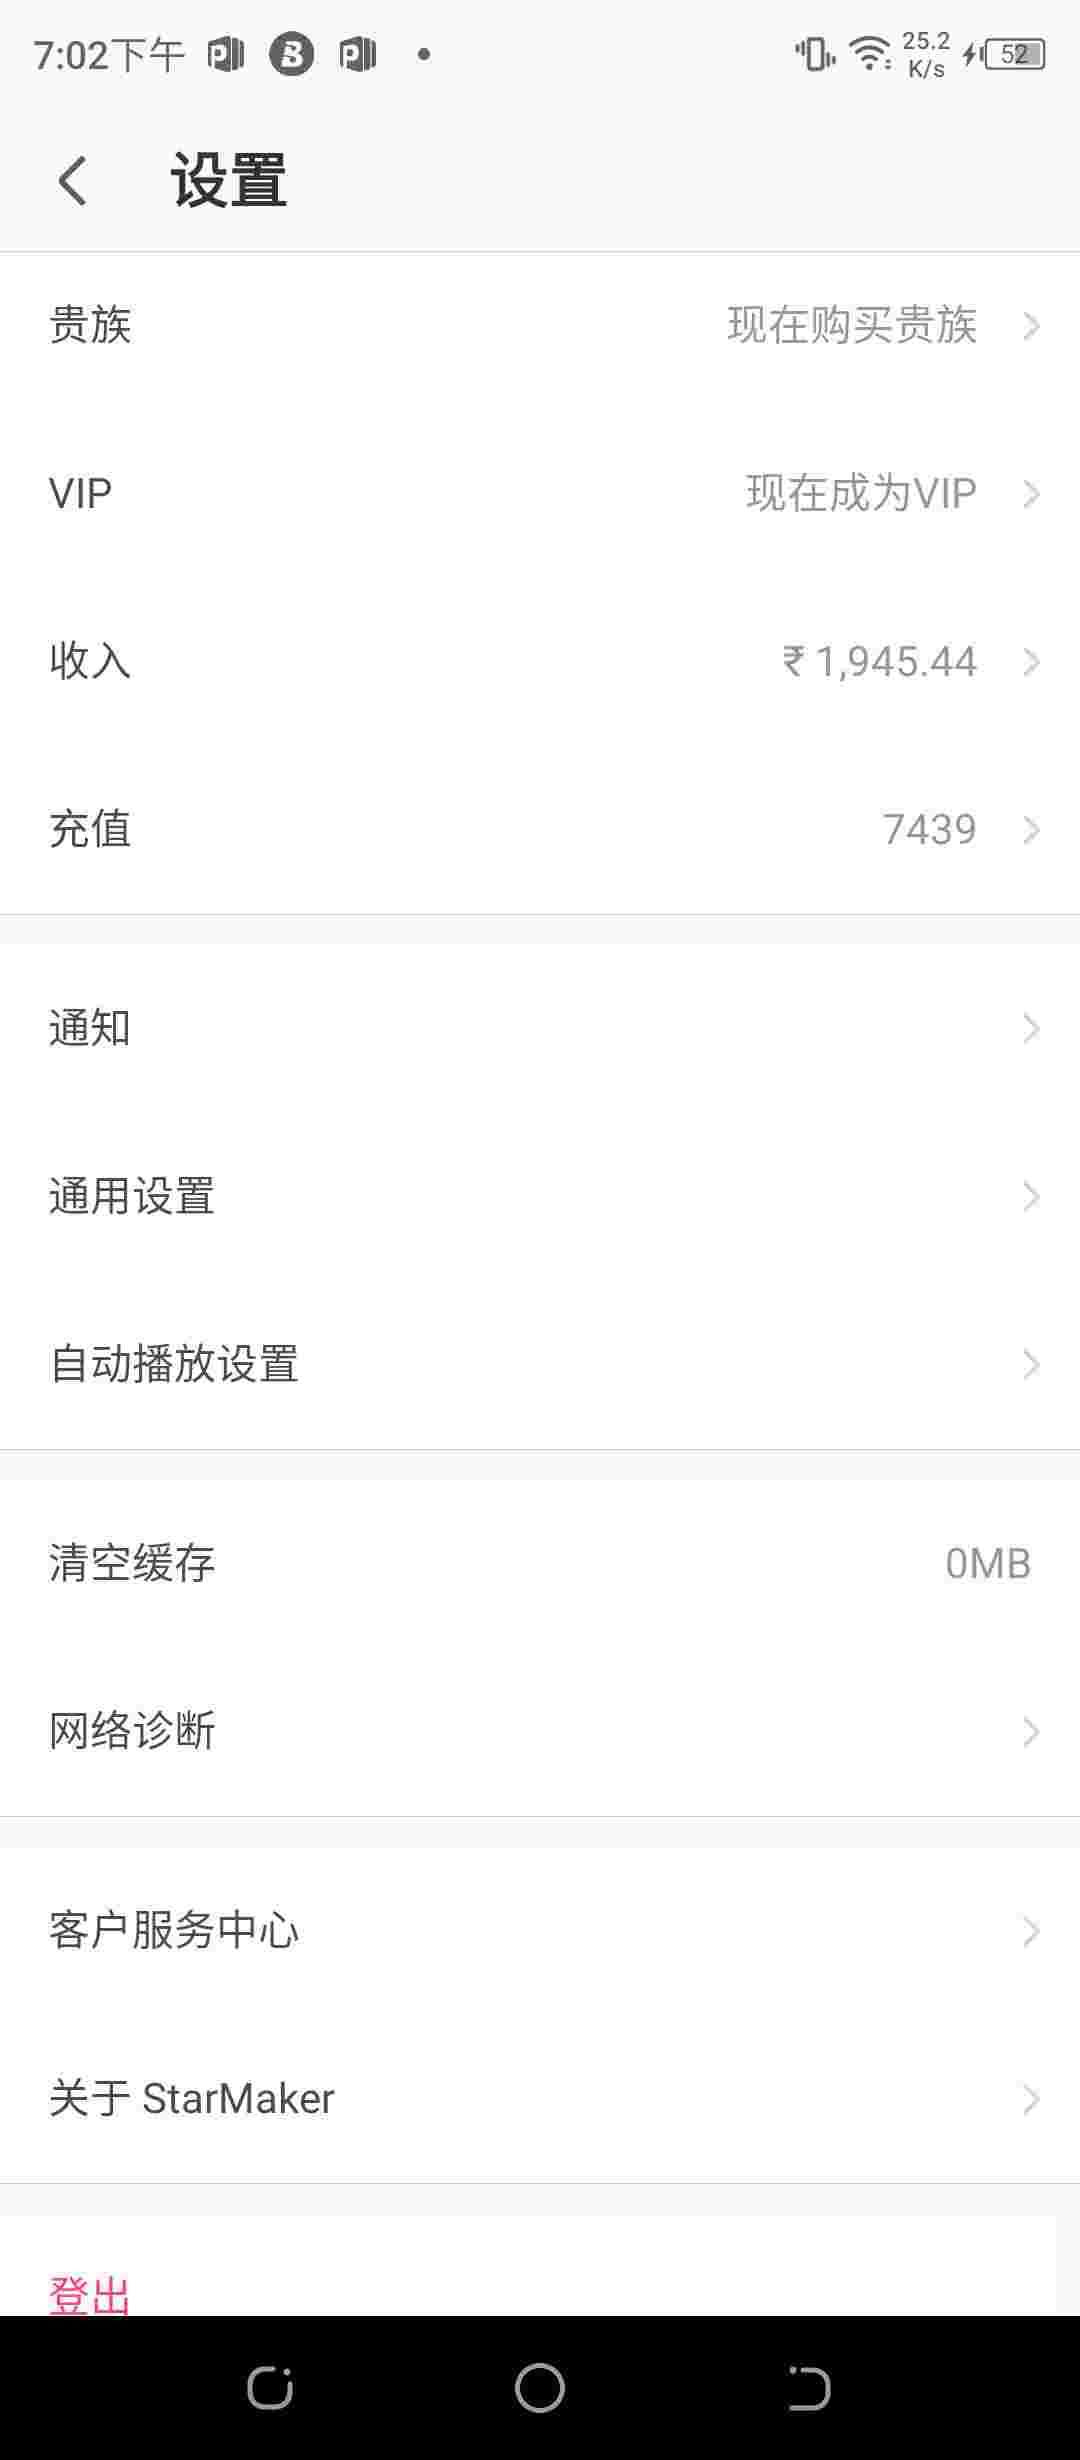 7:02下午
25.2
K/s
52
设置
贵族 现在购买贵族
VIP 现在成为VIP
收入 ₹ 1,945.44
充值 7439
通知
通用设置
自动播放设置
清空缓存 0MB
网络诊断
客户服务中心
关于 StarMaker
登出